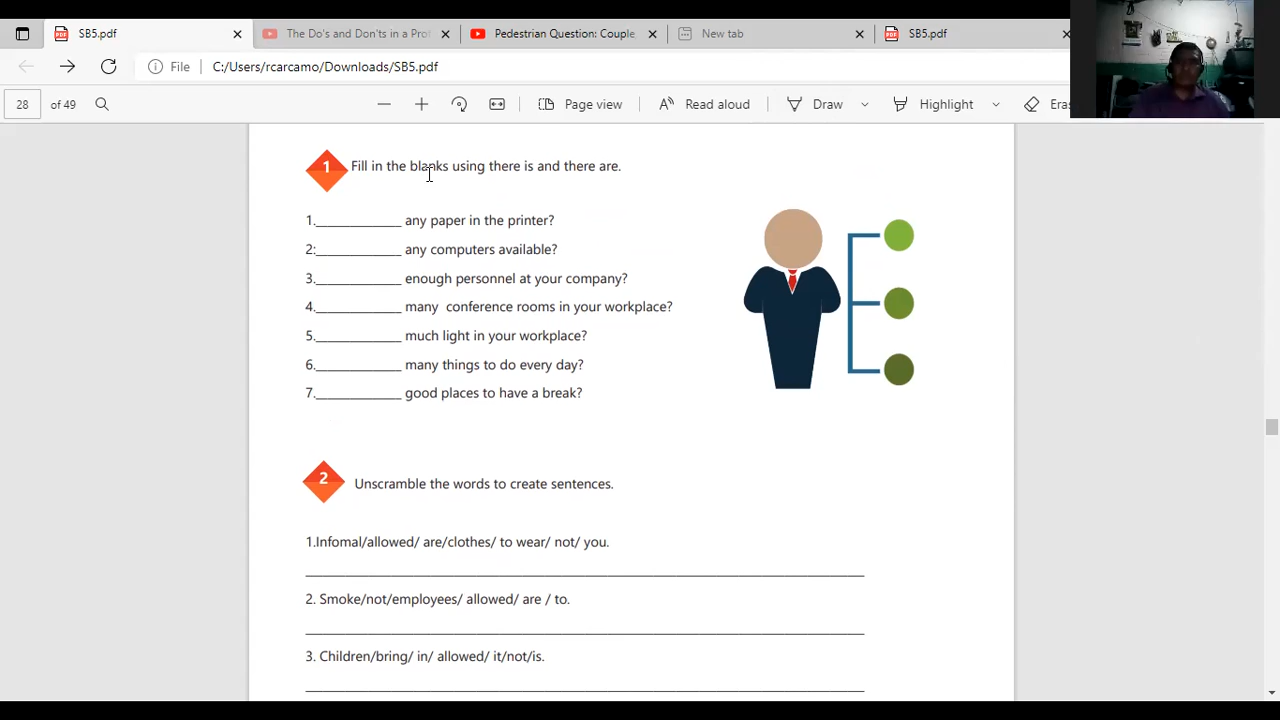 SB5.pdf
The Do's and Don'ts in a Prof
Pedestrian Question: Couple
New tab
SB5.pdf
File C:/Users/rcarcamo/Downloads/SB5.pdf
28 of 49 Page view Read aloud Draw Highlight
1 Fill in the blanks using there is and there are.
1.____________ any paper in the printer?
2:____________ any computers available?
3.____________ enough personnel at your company?
4.____________ many conference rooms in your workplace?
5.____________ much light in your workplace?
6.____________ many things to do every day?
7.____________ good places to have a break?
2 Unscramble the words to create sentences.
1.Infomal/allowed/ are/clothes/ to wear/ not/ you.
2. Smoke/not/employees/ allowed/ are / to.
3. Children/bring/ in/ allowed/ it/not/is.